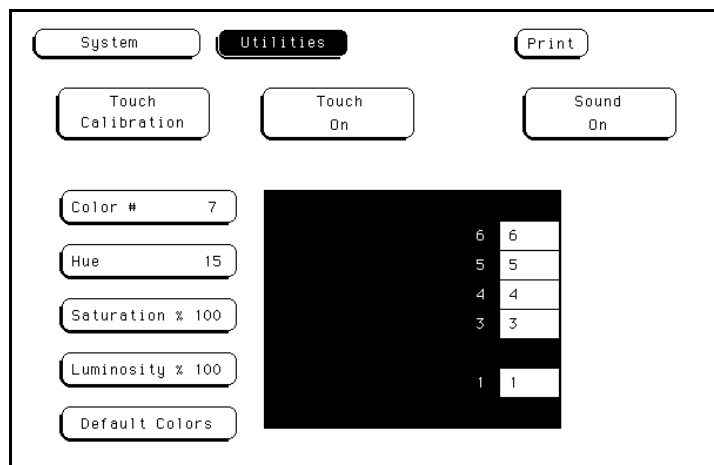 System Utilities Print
Touch Calibration
Touch On
Sound On
Color # 7
Hue 15
Saturation % 100
Luminosity % 100
Default Colors
6 6
5 5
4 4
3 3
1 1